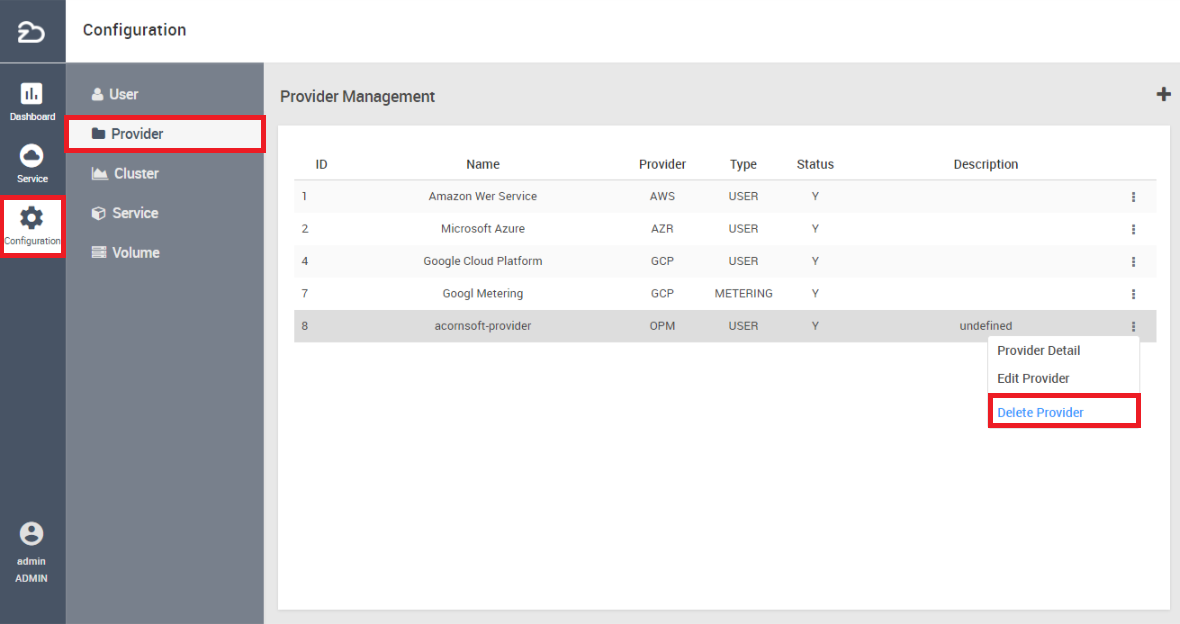 Configuration
Dashboard
Service
Configuration
admin
ADMIN
User
Provider
Cluster
Service
Volume
Provider Management
ID Name Provider TYPE Status Description
1 Amazon Wer Service AWS USER Y
2 Microsoft Azure AZR USER Y
4 Google Cloud Platform GCP USER Y
7 Googl Metering GCP METERING Y
8 acornsoft-provider OPM USER Y undefined
Provider Detail
Edit Provider
Delete Provider